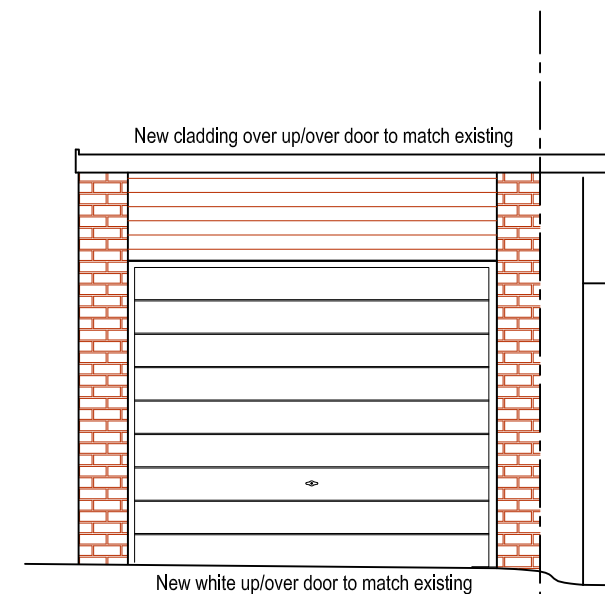 New cladding over up/over door to match existing
New white up/over door to match existing